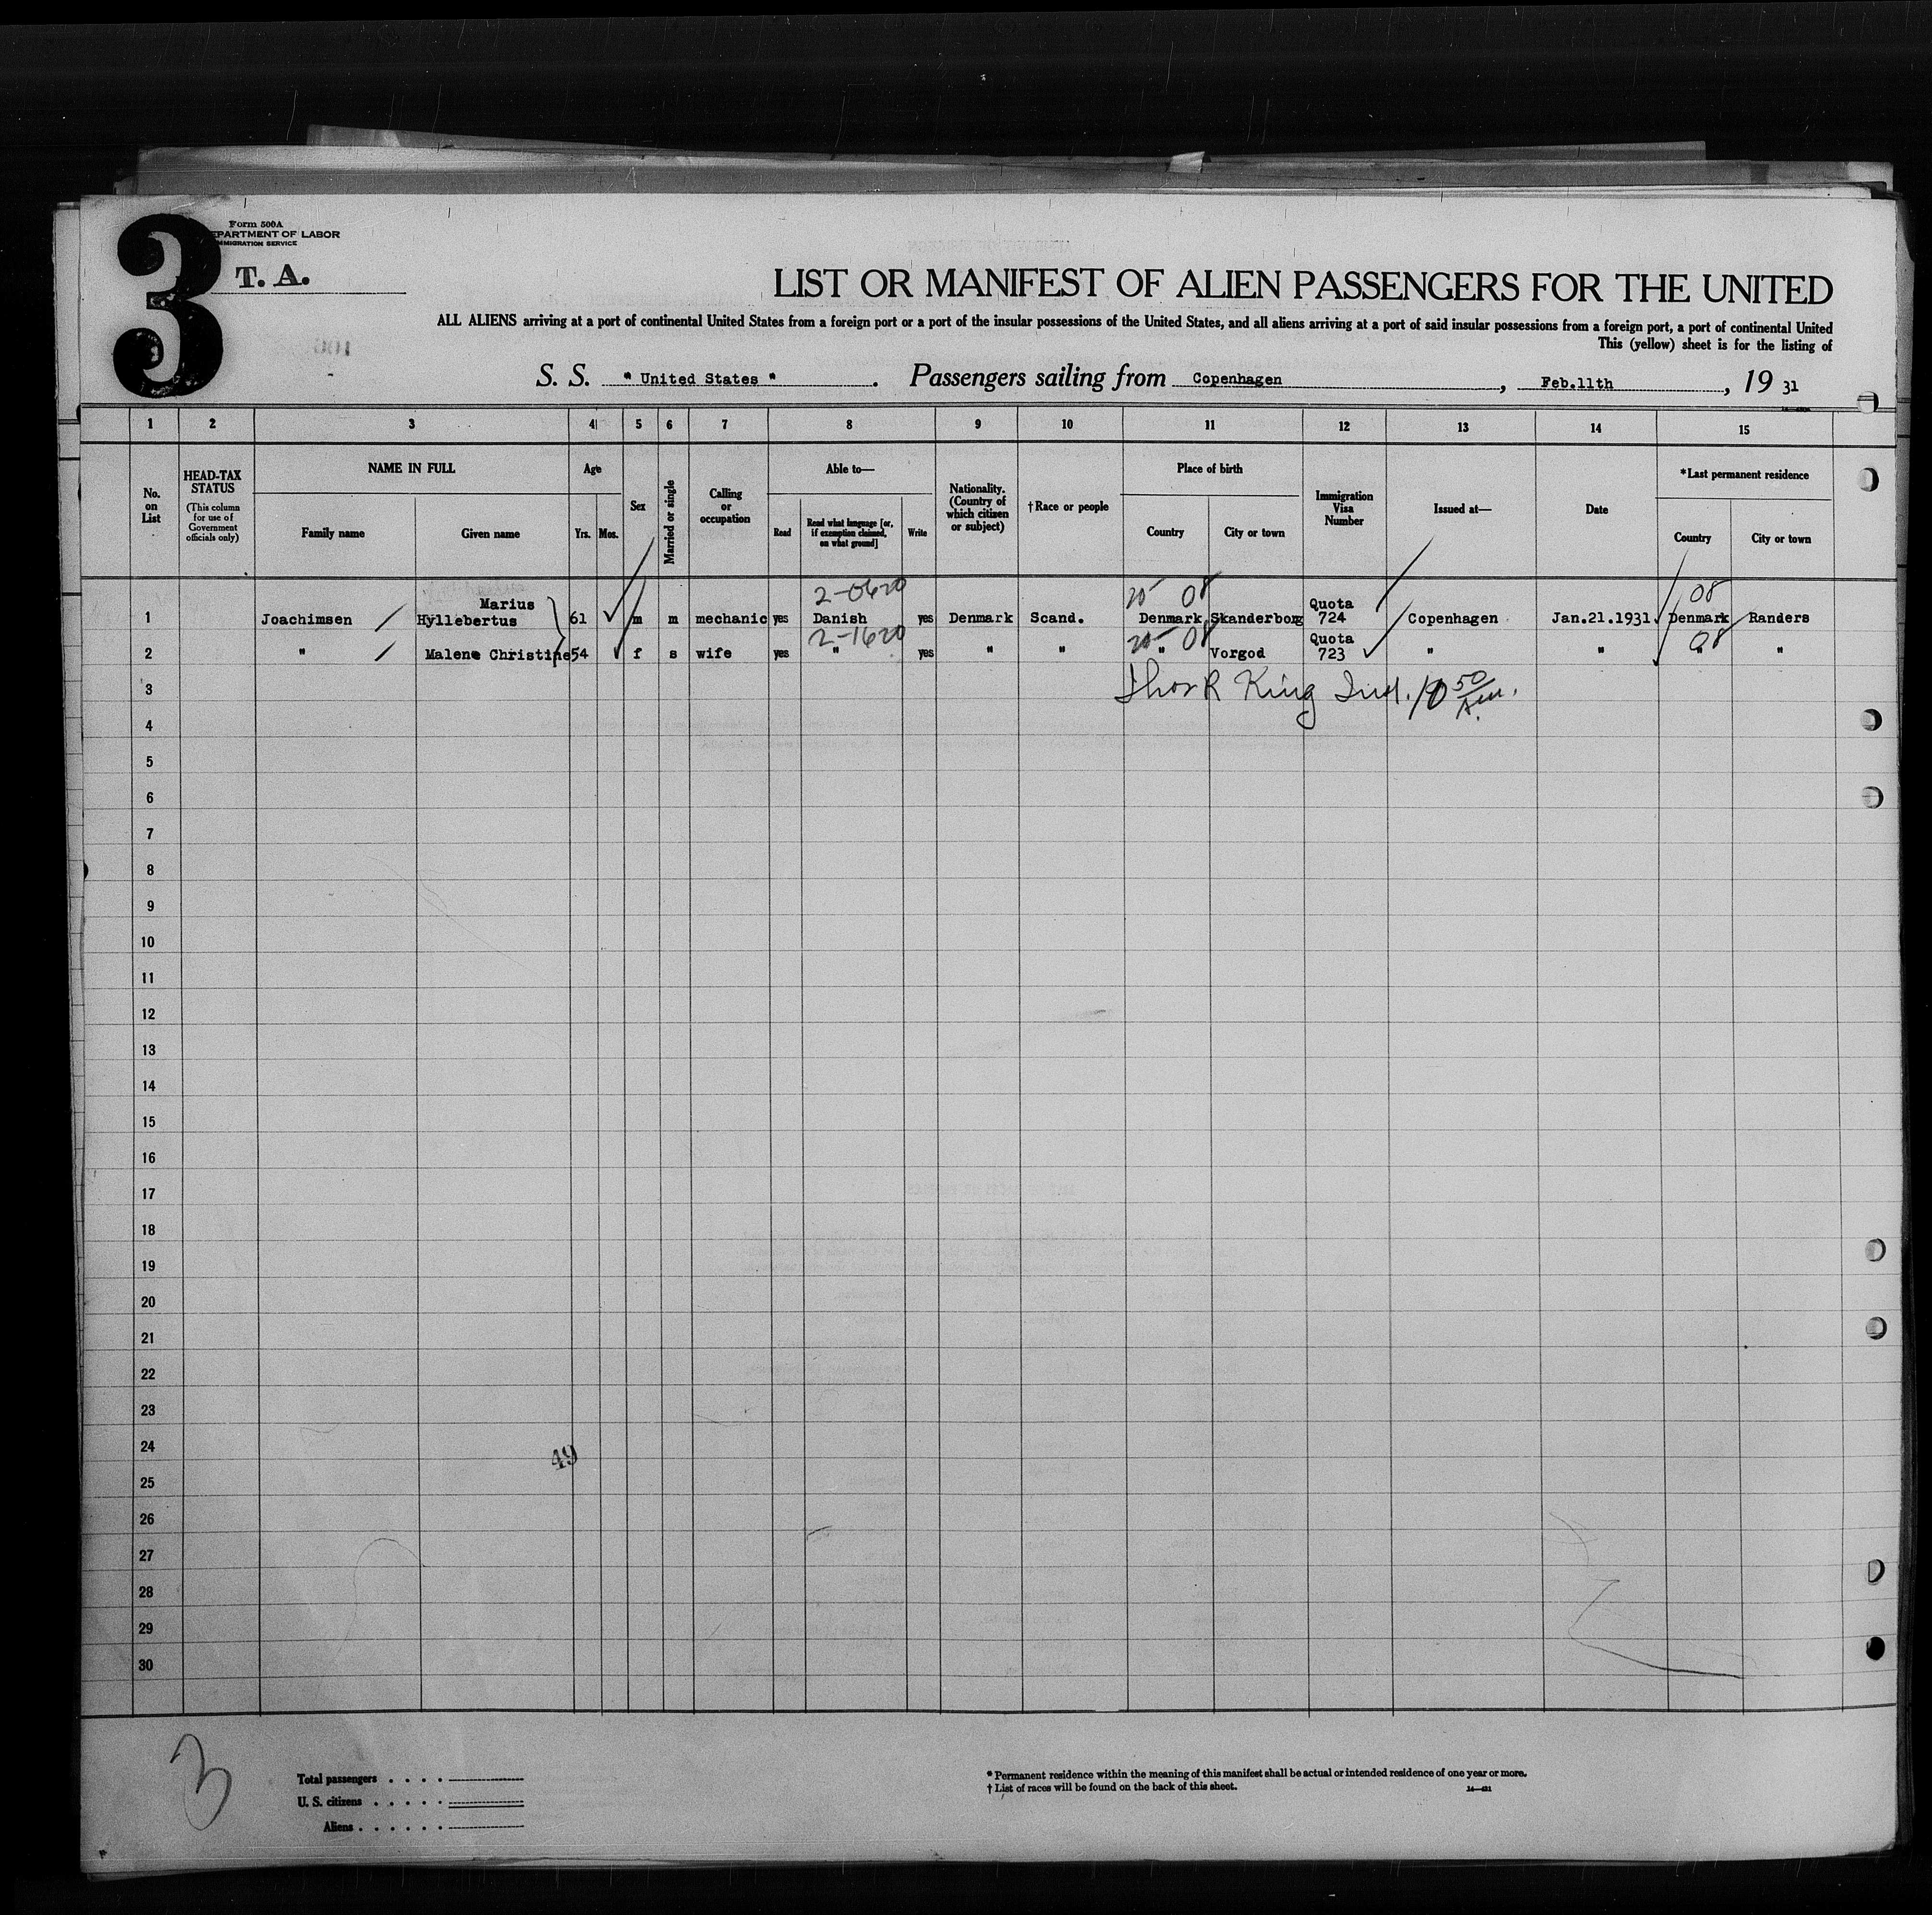 3
Form 500A
DEPARTMENT OF LABOR
IMMIGRATION SERVICE
T. A.
LIST OR MANIFEST OF ALIEN PASSENGERS FOR THE UNITED
ALL ALIENS arriving at a port of continental United States from a foreign port or a port of the insular possessions of the United States, and all aliens arriving at a port of said insular possessions from a foreign port, a port of continental United
This (yellow) sheet is for the listing of
S. S. " United States " . Passengers sailing from Copenhagen , Feb.11th , 19 31
1 2 3 4 5 6 7 8 9 10 11 12 13 14 15
No. on List
HEAD-TAX STATUS (This column for use of Government officials only)
NAME IN FULL
Family name Given name
Age
Yrs. Mos.
Sex
Married or single
Calling or occupation
Able to—
Read Read what language [or, if exemption claimed, on what ground] Write
Nationality. (Country of which citizen or subject)
†Race or people
Place of birth
Country City or town
Immigration Visa Number
Issued at—
Date
*Last permanent residence
Country City or town
2-0620 08 08
Marius Quota
1 Joachimsen / Hyllebertus 61 m m mechanic yes Danish yes Denmark Scand. Denmark Skanderborg 724 Copenhagen Jan.21.1931 Denmark Randers
2-1620 08 Quota 08
2 " / Malene Christine 54 f s wife yes " yes " " " Vorgod 723 " " " "
3 King 10 50
4
5
6
7
8
9
10
11
12
13
14
15
16
17
18
19
20
21
22
23
24
49
25
26
27
28
29
30
3
Total passengers . . . .
U. S. citizens . . . . .
Aliens . . . . . .
* Permanent residence within the meaning of this manifest shall be actual or intended residence of one year or more.
† List of races will be found on the back of this sheet.